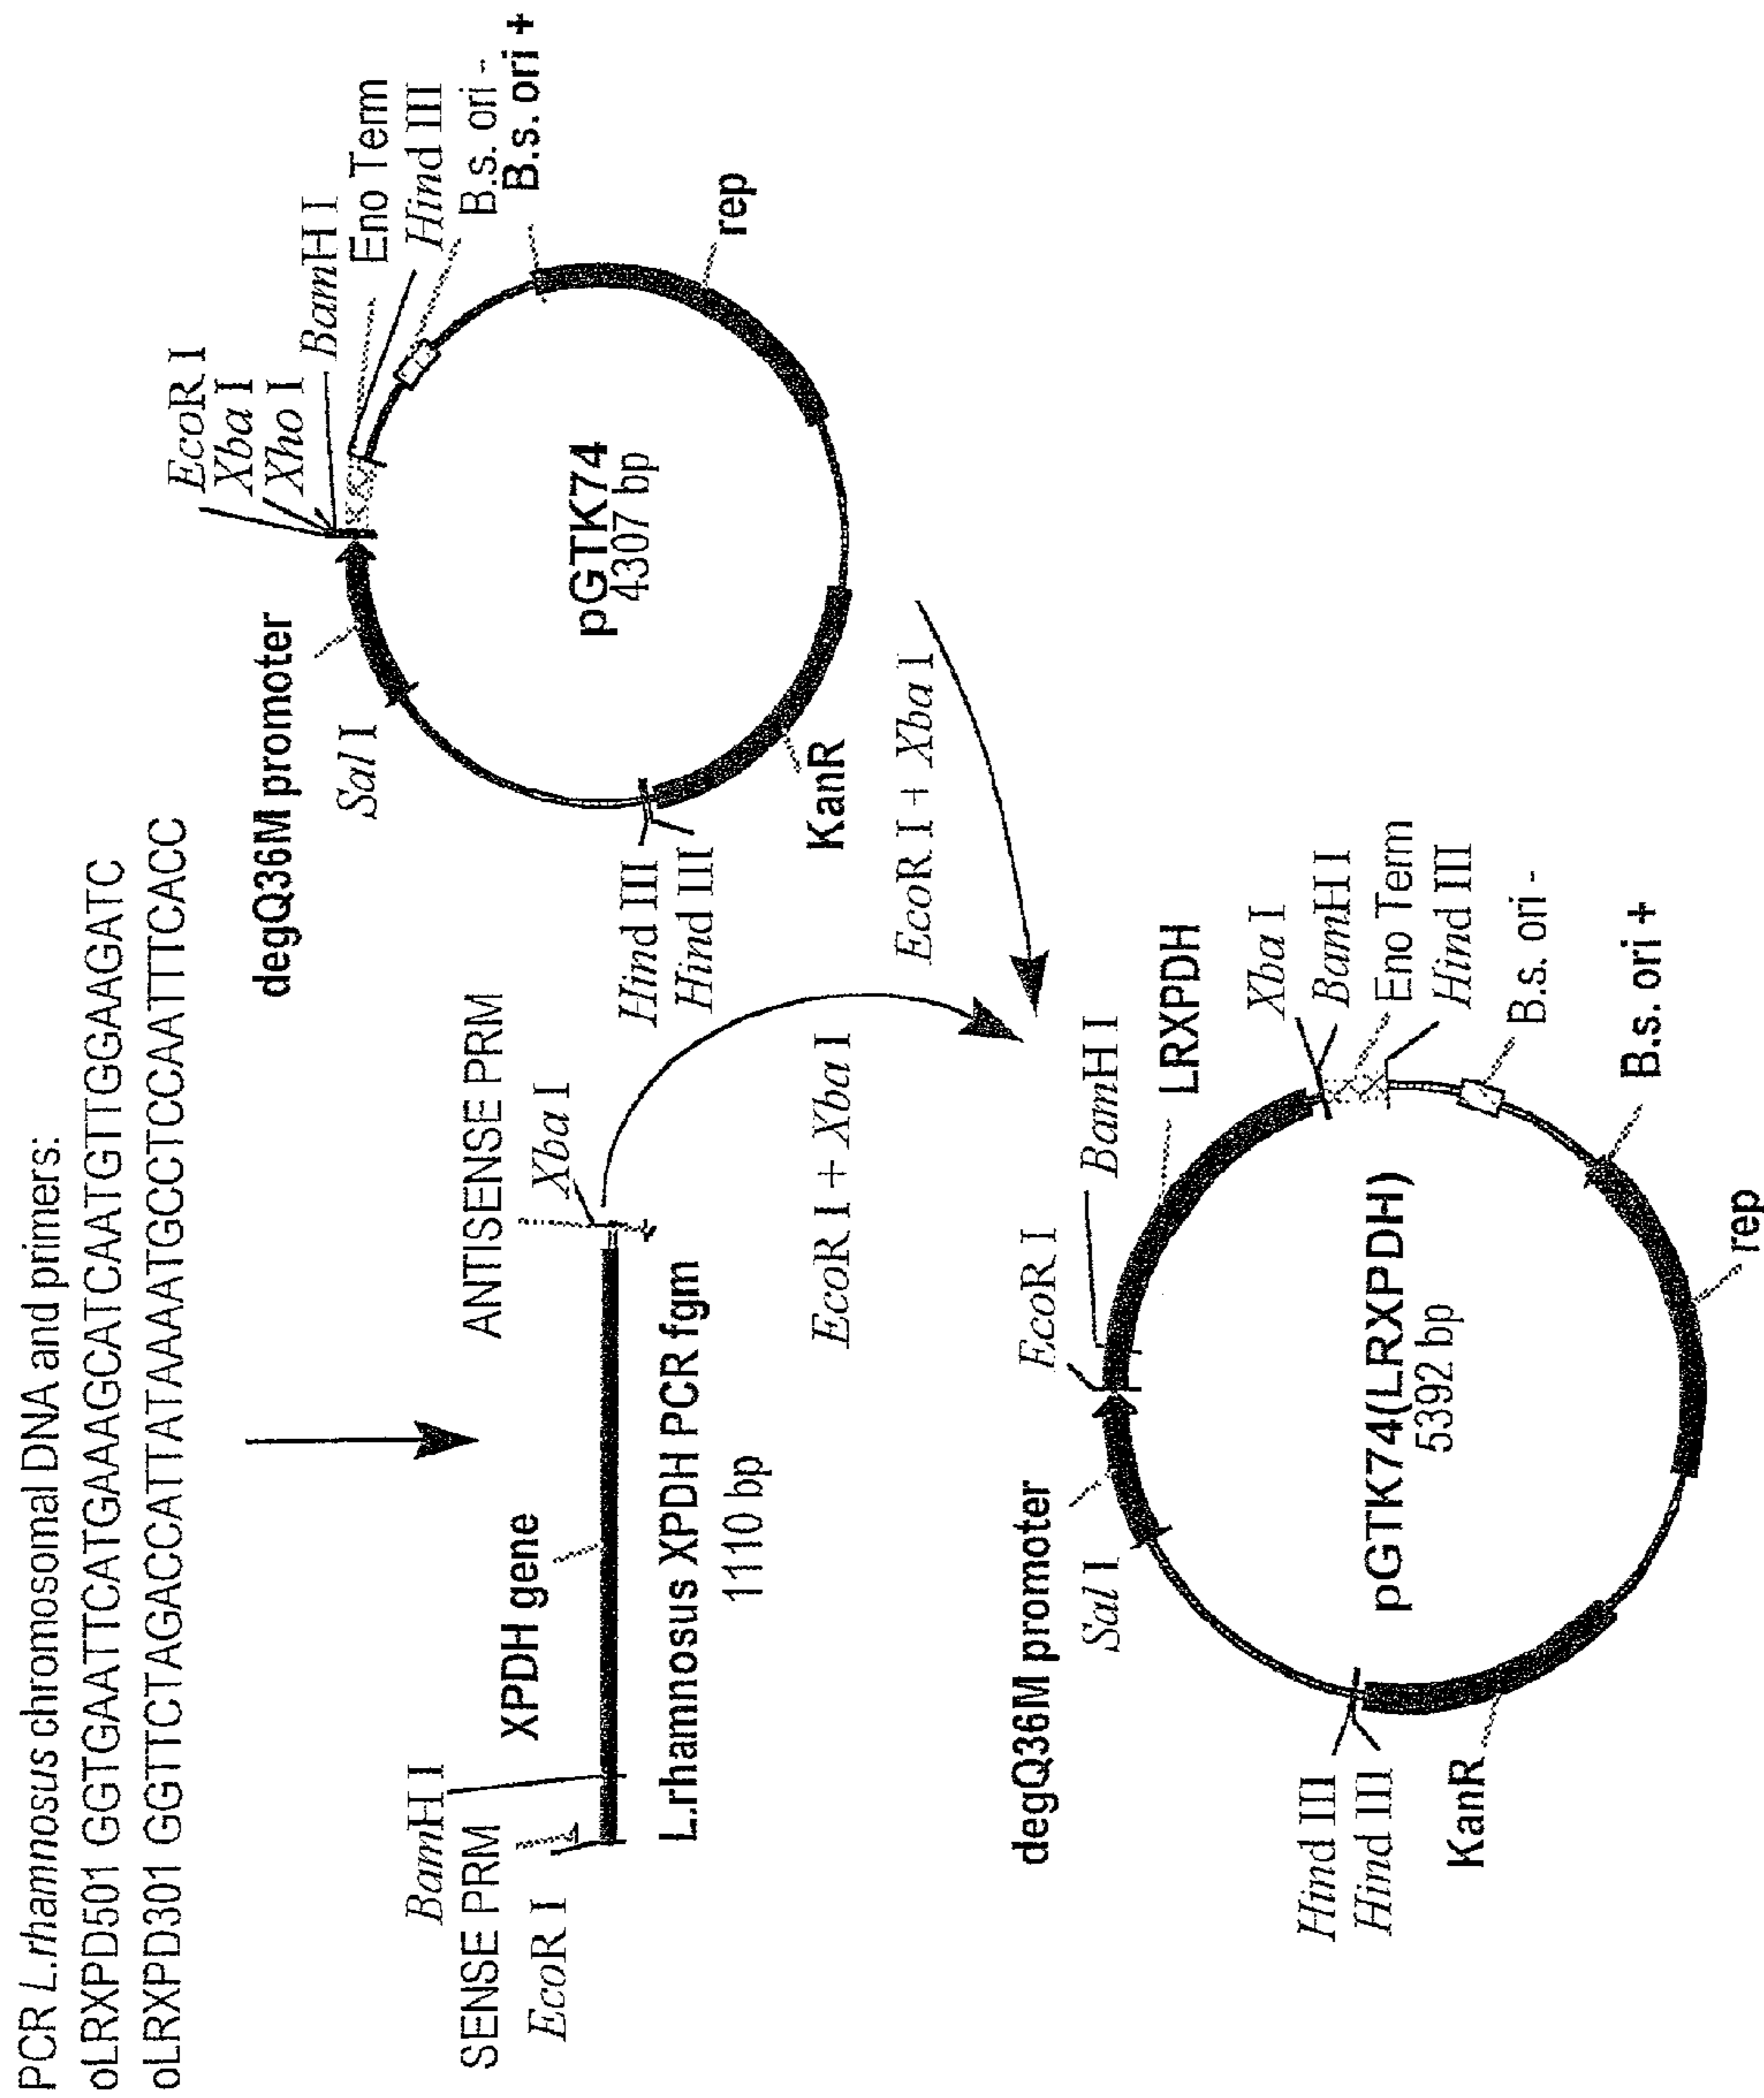 PCR L.rhamnosus chromosomal DNA and primers:
oLRXPD501 GGTGAATTCATGAAAGCATCAATGTTGGAAGATC
oLRXPD301 GGTTCTAGACCATTATAAAATGCCTCCAATTTCACC
BamH I
SENSE PRM
EcoR I
XPDH gene
ANTISENSE PRM
Xba I
L.rhamnosus XPDH PCR fgm
1110 bp
EcoR I + Xba I
degQ36M promoter
Sal I
EcoR I
Xba I
Xho I
BamH I
Eno Term
Hind III
B.s. ori -
B.s. ori +
rep
pGTK74
4307 bp
Hind III
Hind III
KanR
EcoR I + Xba I
degQ36M promoter
Sal I
EcoR I
BamH I
LRXPDH
Xba I
BamH I
Eno Term
Hind III
B.s. ori -
B.s. ori +
pGTK74(LRXPDH)
5392 bp
Hind III
Hind III
KanR
rep